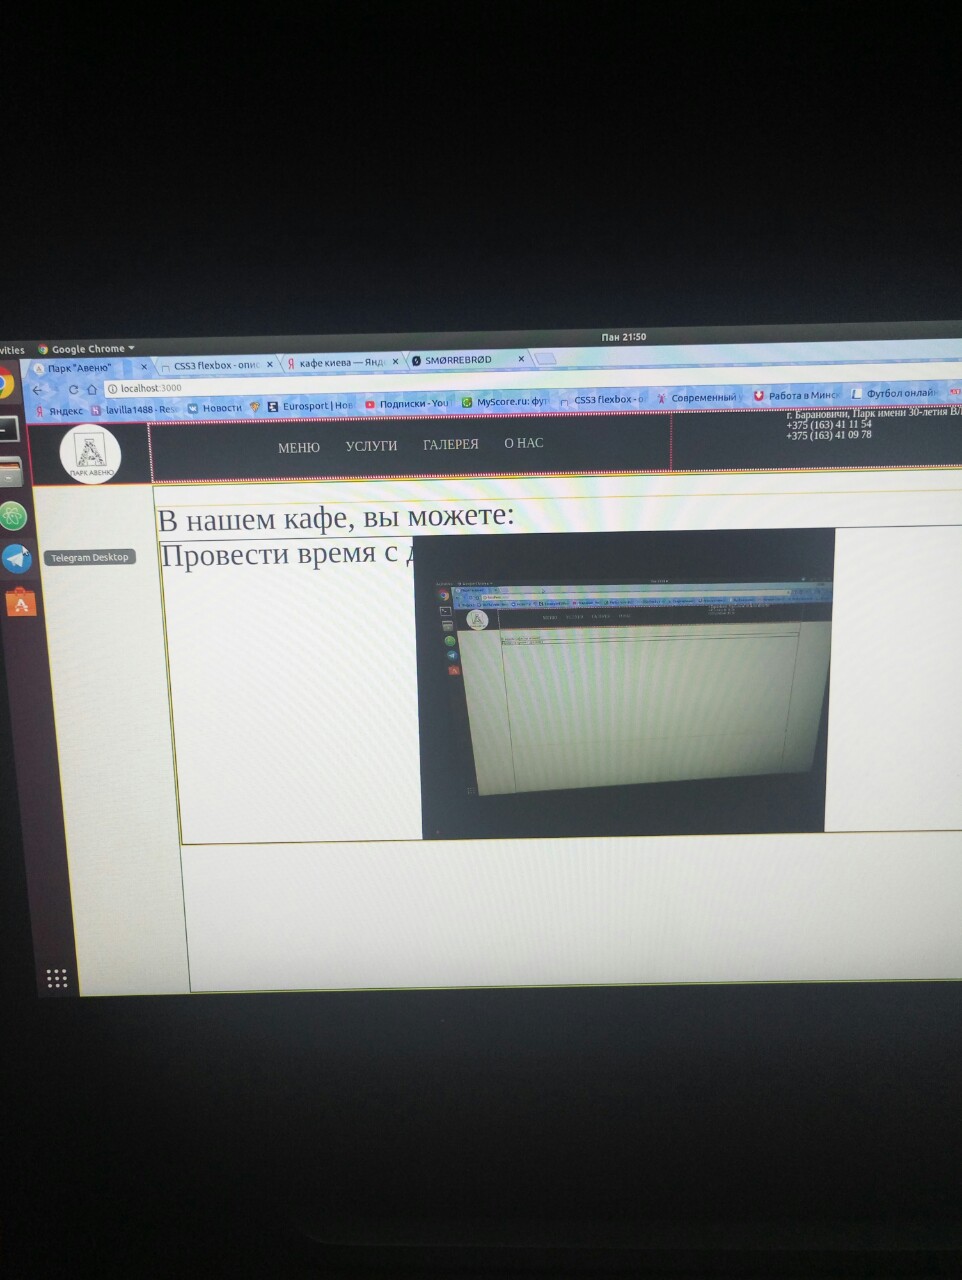 Google Chrome
Пан 21:50
Парк "Авеню"
CSS3 flexbox - опис
кафе киева — Янд
SMØRREBRØD
localhost:3000
Яндекс
lavilla1488 - Res
Новости
Eurosport | Нов
Подписки - You
MyScore.ru: фут
CSS3 flexbox - о
Современный
Работа в Минск
Футбол онлай
ПАРК АВЕНЮ
МЕНЮ
УСЛУГИ
ГАЛЕРЕЯ
О НАС
г. Барановичи, Парк имени 30-летия
+375 (163) 41 11 54
+375 (163) 41 09 78
В нашем кафе, вы можете:
Провести время с
Telegram Desktop